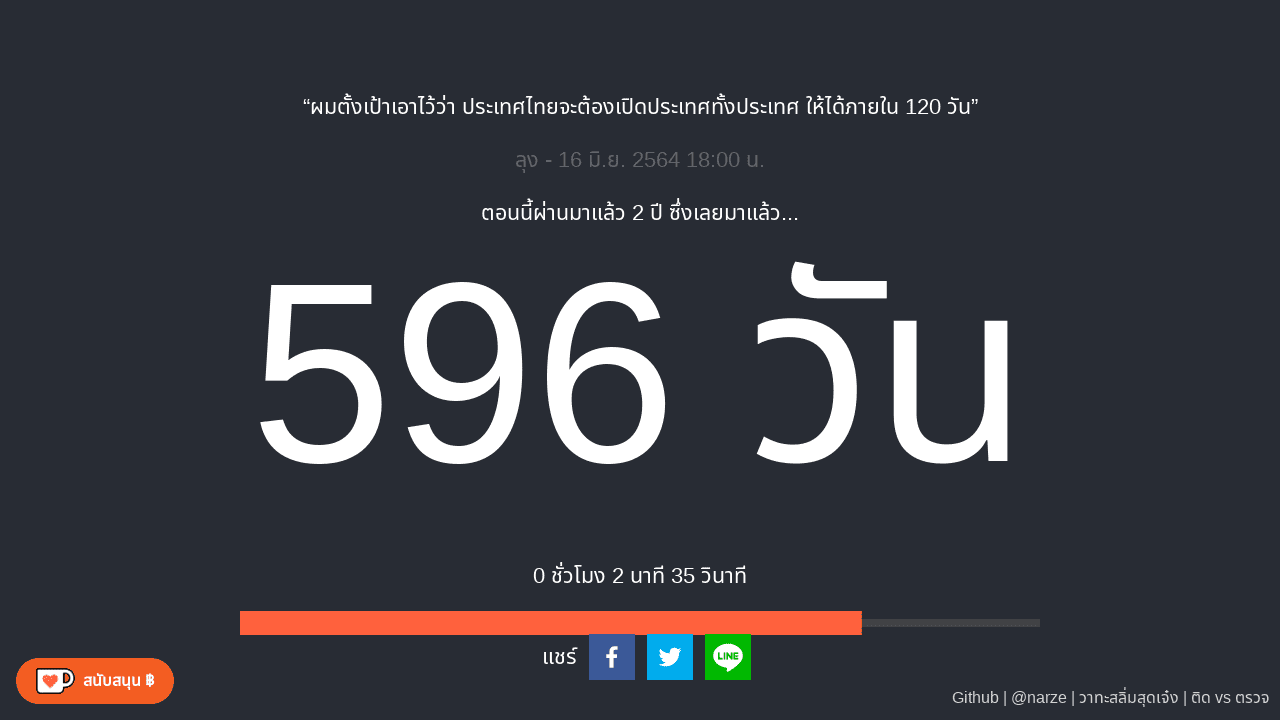 “ผมตั้งเป้าเอาไว้ว่า ประเทศไทยจะต้องเปิดประเทศทั้งประเทศ ให้ได้ภายใน 120 วัน”
ลุง - 16 มิ.ย. 2564 18:00 น.
ตอนนี้ผ่านมาแล้ว 2 ปี ซึ่งเลยมาแล้ว...
596 วัน
0 ชั่วโมง 2 นาที 35 วินาที
แชร์
LINE
สนับสนุน ฿
Github | @narze | วาทะสลิ่มสุดเจ๋ง | ติด vs ตรวจ